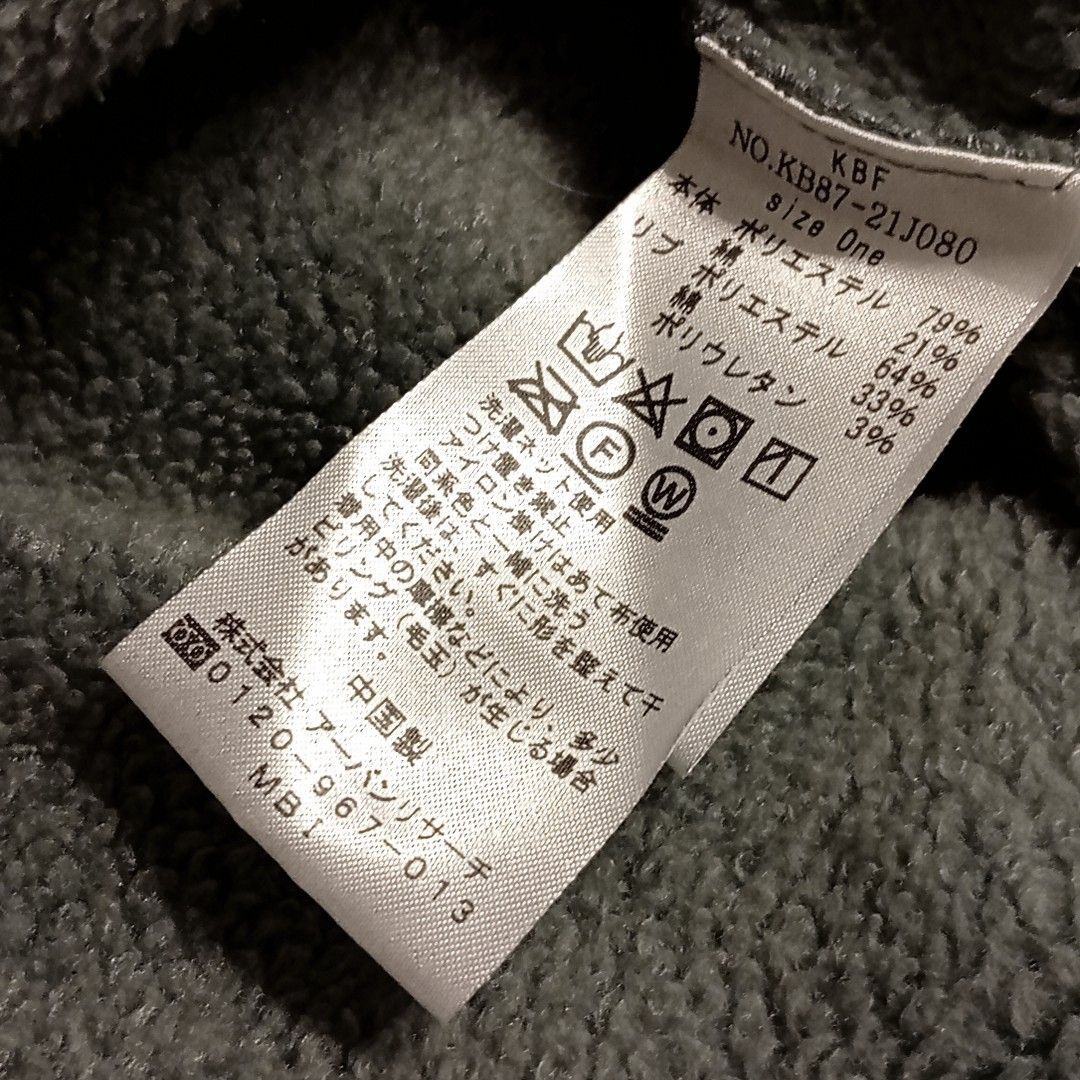 KBF
NO.KB87-21J080
size One
本体 ポリエステル 79%
綿 21%
リブ ポリエステル 64%
綿 33%
ポリウレタン 3%
F
W
洗濯ネット使用
つけ置き禁止
アイロン掛けはあて布使用
同系色と一緒に洗う
洗濯後は、すぐに形を整えて干
してください。
着用中の摩擦などにより、多少
ピリング(毛玉)が生じる場合
があります。
中国製
株式会社 アーバンリサーチ
0120-967-013
MBI